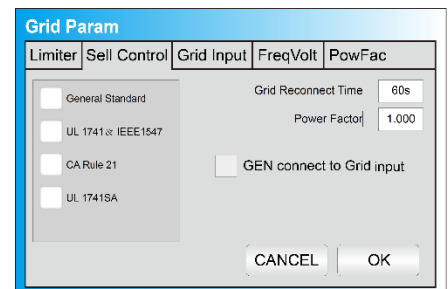 Grid Param
Limiter Sell Control Grid Input FreqVolt PowFac
General Standard
UL 1741 & IEEE1547
CA Rule 21
UL 1741SA
Grid Reconnect Time 60s
Power Factor 1.000
GEN connect to Grid input
CANCEL OK